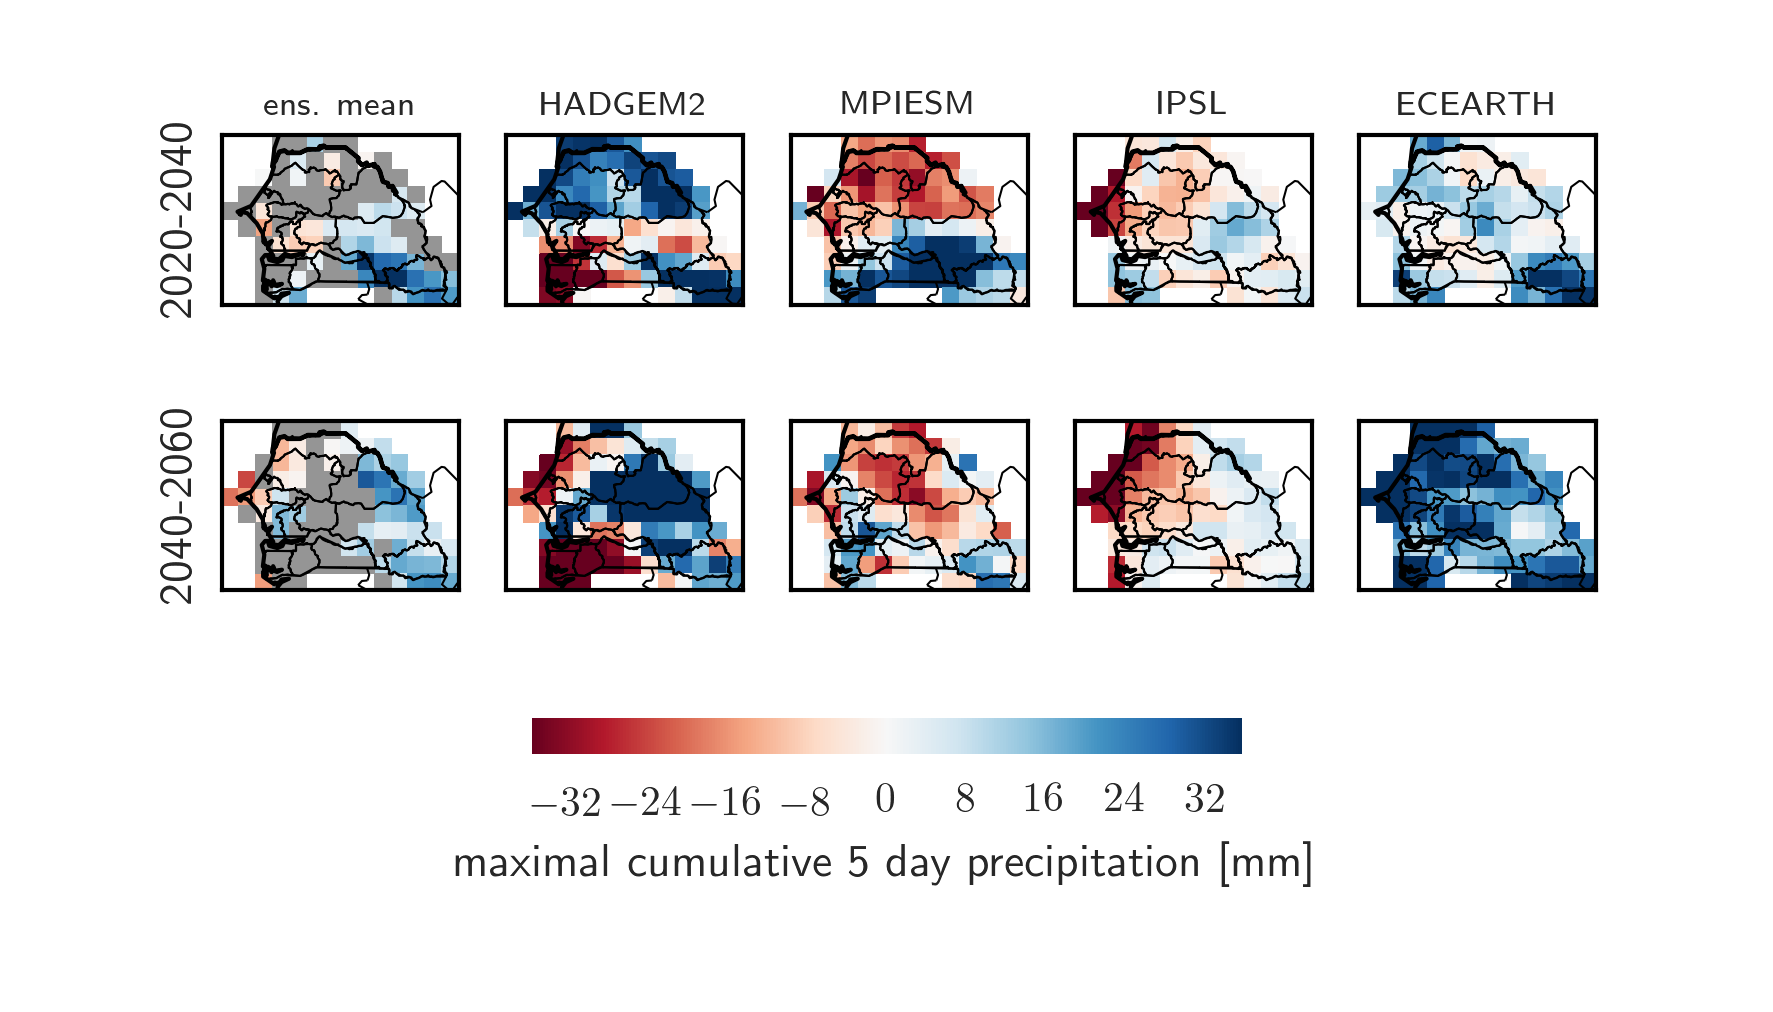 ens. mean HADGEM2 MPIESM IPSL ECEARTH
2020-2040
2040-2060
−32 −24 −16 −8 0 8 16 24 32
maximal cumulative 5 day precipitation [mm]